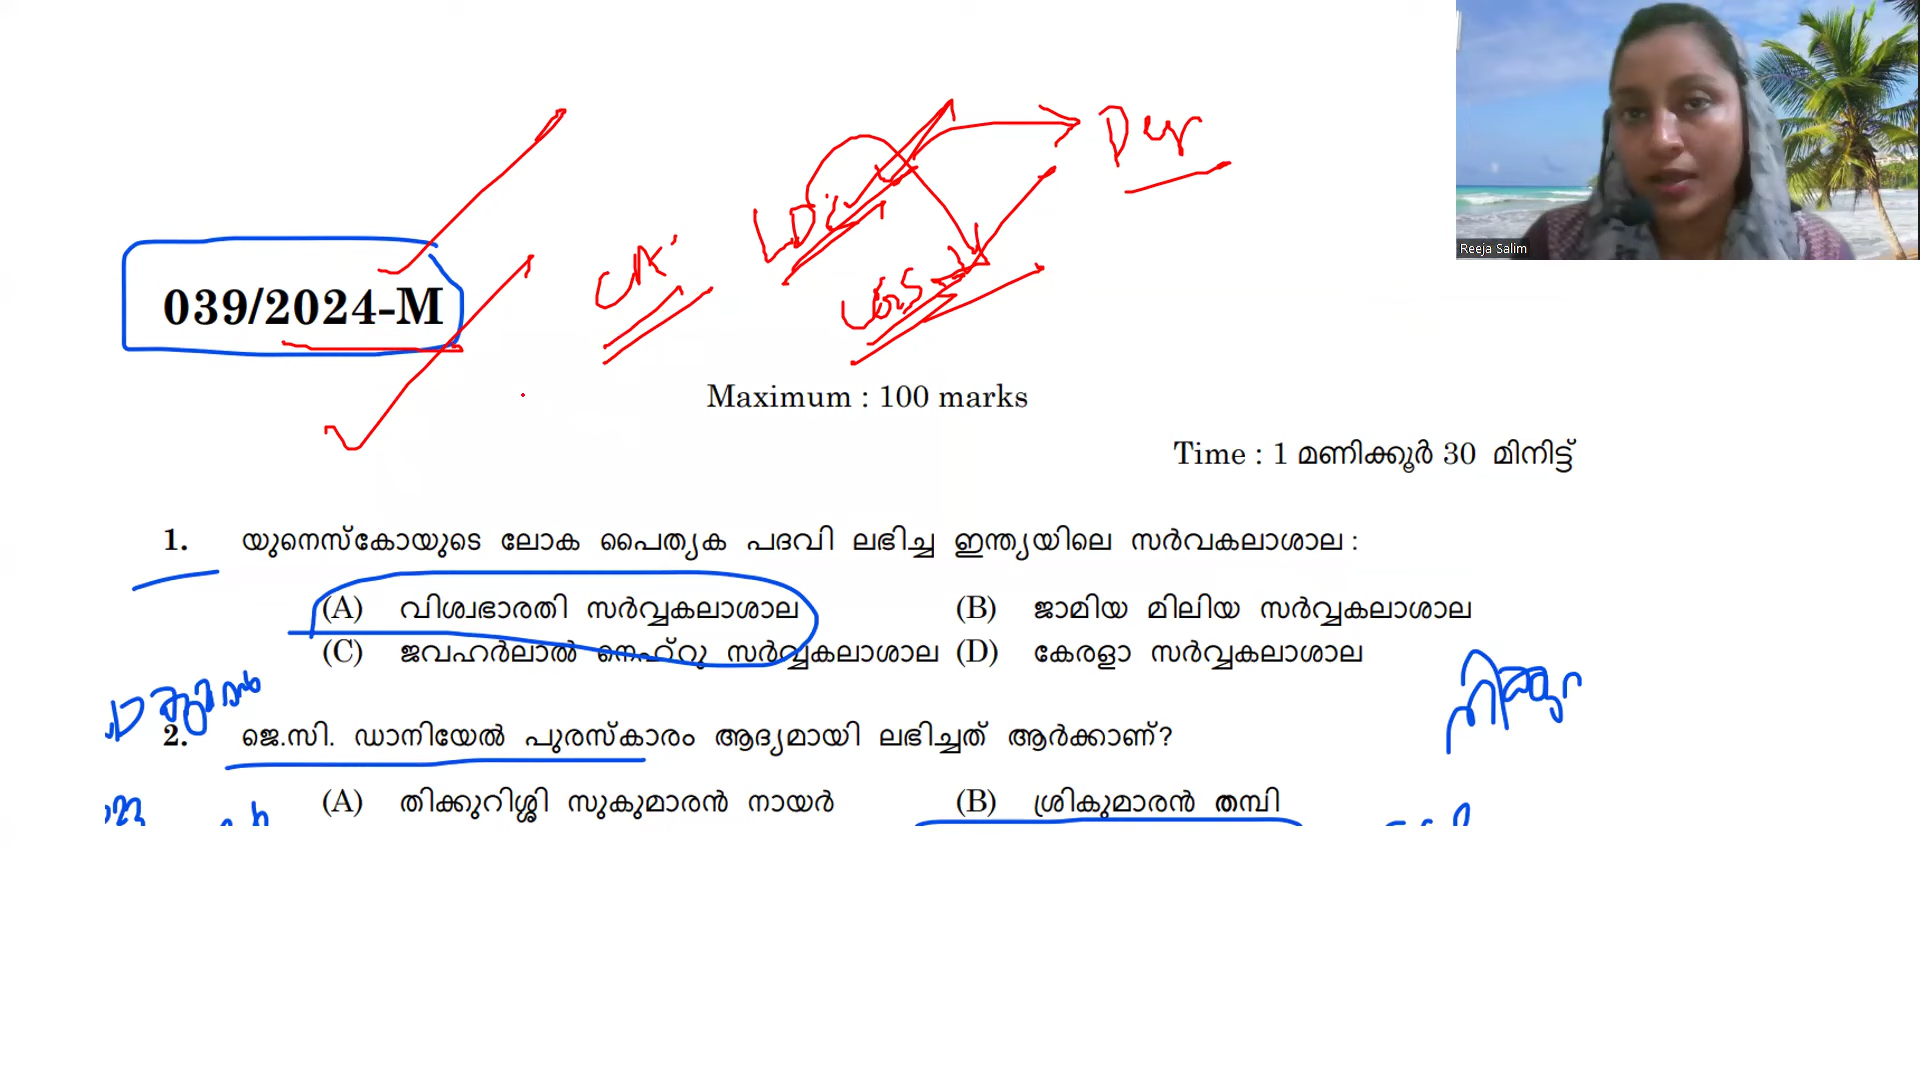 Reeja Salim
LDC
039/2024-M
Maximum : 100 marks
Time : 1 മണിക്കൂർ 30 മിനിട്ട്
1. യുനെസ്കോയുടെ ലോക പൈതൃക പദവി ലഭിച്ച ഇന്ത്യയിലെ സർവകലാശാല :
(A) വിശ്വഭാരതി സർവ്വകലാശാല (B) ജാമിയ മിലിയ സർവ്വകലാശാല
(C) ജവഹർലാൽ നെഹ്റു സർവ്വകലാശാല (D) കേരളാ സർവ്വകലാശാല
2. ജെ.സി. ഡാനിയേൽ പുരസ്കാരം ആദ്യമായി ലഭിച്ചത് ആർക്കാണ്?
(A) തിക്കുറിശ്ശി സുകുമാരൻ നായർ (B) ശ്രികുമാരൻ തമ്പി